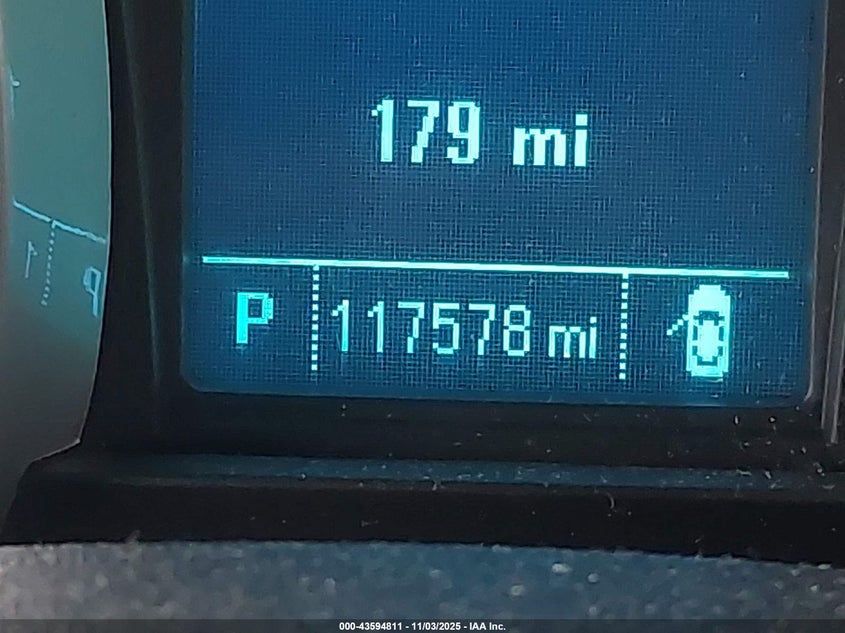 179 mi
P 117578 mi
000-43594811 - 11/03/2025 - IAA Inc.